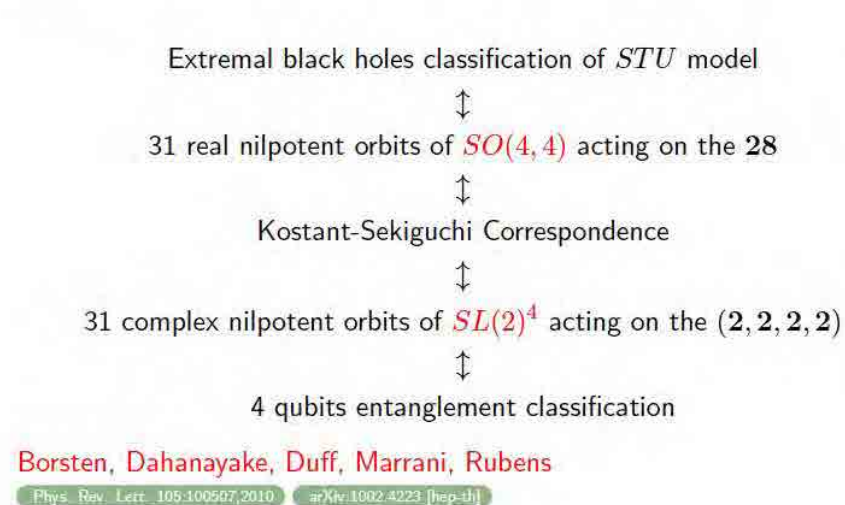 Extremal black holes classification of STU model
↕
31 real nilpotent orbits of SO(4, 4) acting on the 28
↕
Kostant-Sekiguchi Correspondence
↕
31 complex nilpotent orbits of SL(2)⁴ acting on the (2, 2, 2, 2)
↕
4 qubits entanglement classification
Borsten, Dahanayake, Duff, Marrani, Rubens
Phys. Rev. Lett. 105:100507,2010 arXiv:1002.4223 [hep-th]